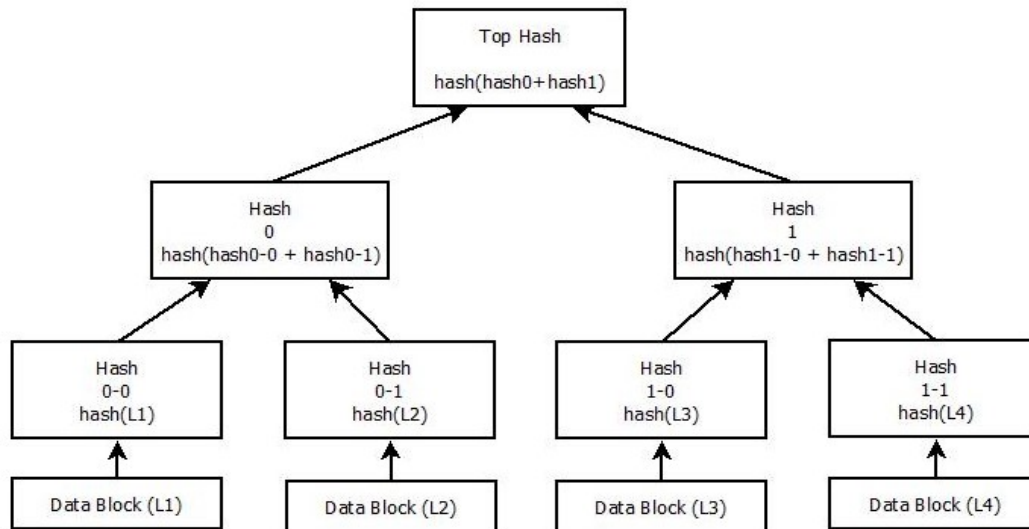 Top Hash
hash(hash0+hash1)
Hash
0
hash(hash0-0 + hash0-1)
Hash
1
hash(hash1-0 + hash1-1)
Hash
0-0
hash(L1)
Hash
0-1
hash(L2)
Hash
1-0
hash(L3)
Hash
1-1
hash(L4)
Data Block (L1)
Data Block (L2)
Data Block (L3)
Data Block (L4)